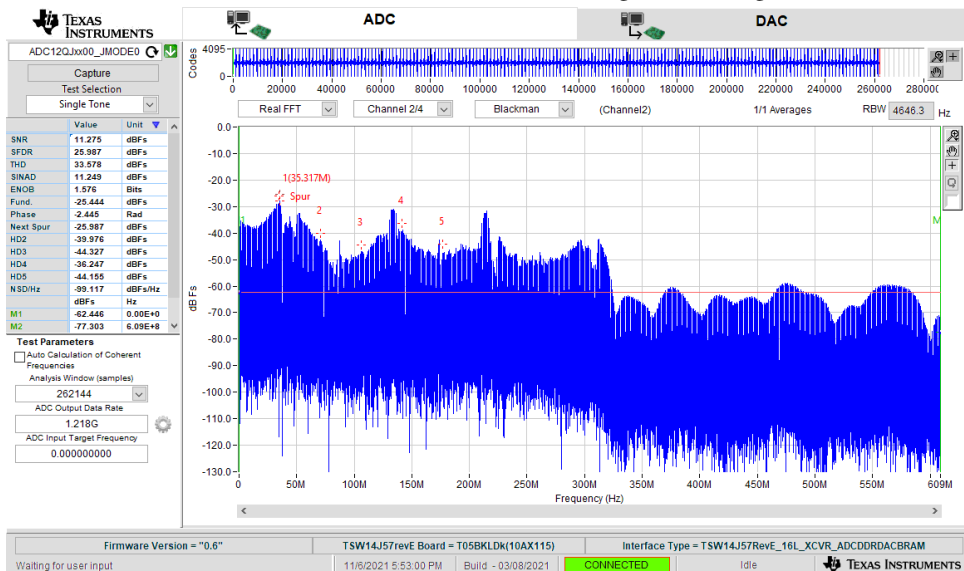 TEXAS INSTRUMENTS
ADC
DAC
ADC12QJxx00_JMODE0
Capture
Test Selection
Single Tone
Value Unit
SNR 11.275 dBFs
SFDR 25.987 dBFs
THD 33.578 dBFs
SINAD 11.249 dBFs
ENOB 1.576 Bits
Fund. -25.444 dBFs
Phase -2.445 Rad
Next Spur -25.987 dBFs
HD2 -39.976 dBFs
HD3 -44.327 dBFs
HD4 -36.247 dBFs
HD5 -44.155 dBFs
NSD/Hz -99.117 dBFs/Hz
dBFs Hz
M1 -62.446 0.00E+0
M2 -77.303 6.09E+8
Test Parameters
Auto Calculation of Coherent
Frequencies
Analysis Window (samples)
262144
ADC Output Data Rate
1.218G
ADC Input Target Frequency
0.000000000
Codes
4095
0
0 20000 40000 60000 80000 100000 120000 140000 160000 180000 200000 220000 240000 260000 280000
Real FFT Channel 2/4 Blackman (Channel2) 1/1 Averages RBW 4646.3 Hz
dBFs
0.0
-10.0
-20.0
-30.0
-40.0
-50.0
-60.0
-70.0
-80.0
-90.0
-100.0
-110.0
-120.0
-130.0
1(35.317M)
Spur
2
3
4
5
1
M
0 50M 100M 150M 200M 250M 300M 350M 400M 450M 500M 550M 609M
Frequency (Hz)
Firmware Version = "0.6" TSW14J57revE Board = T05BKLDk(10AX115) Interface Type = TSW14J57RevE_16L_XCVR_ADCDDRDACBRAM
Waiting for user input 11/6/2021 5:53:00 PM Build - 03/08/2021 CONNECTED Idle TEXAS INSTRUMENTS